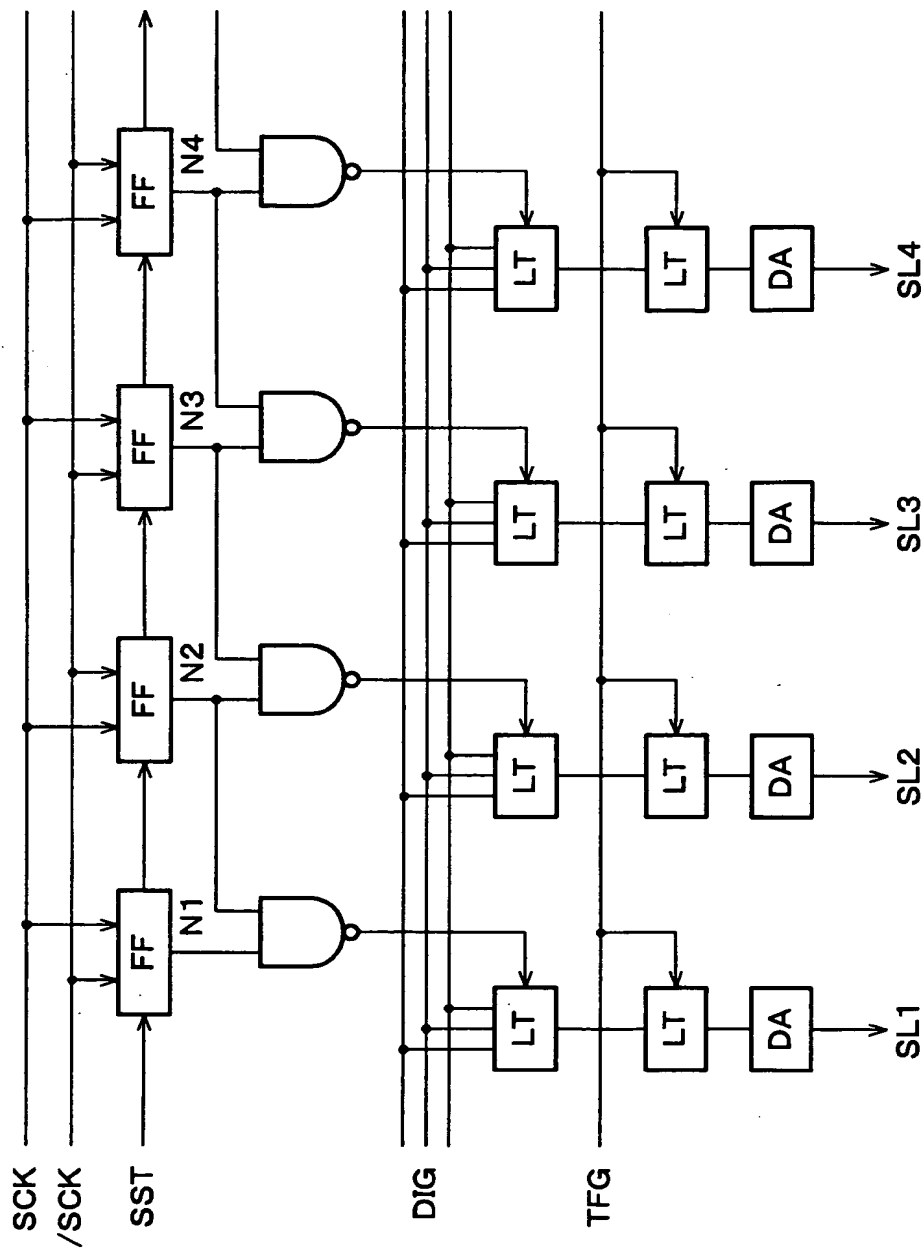 SCK
/SCK
SST
FF
FF
FF
FF
N1
N2
N3
N4
DIG
LT
LT
LT
LT
TFG
LT
LT
LT
LT
DA
DA
DA
DA
SL1
SL2
SL3
SL4